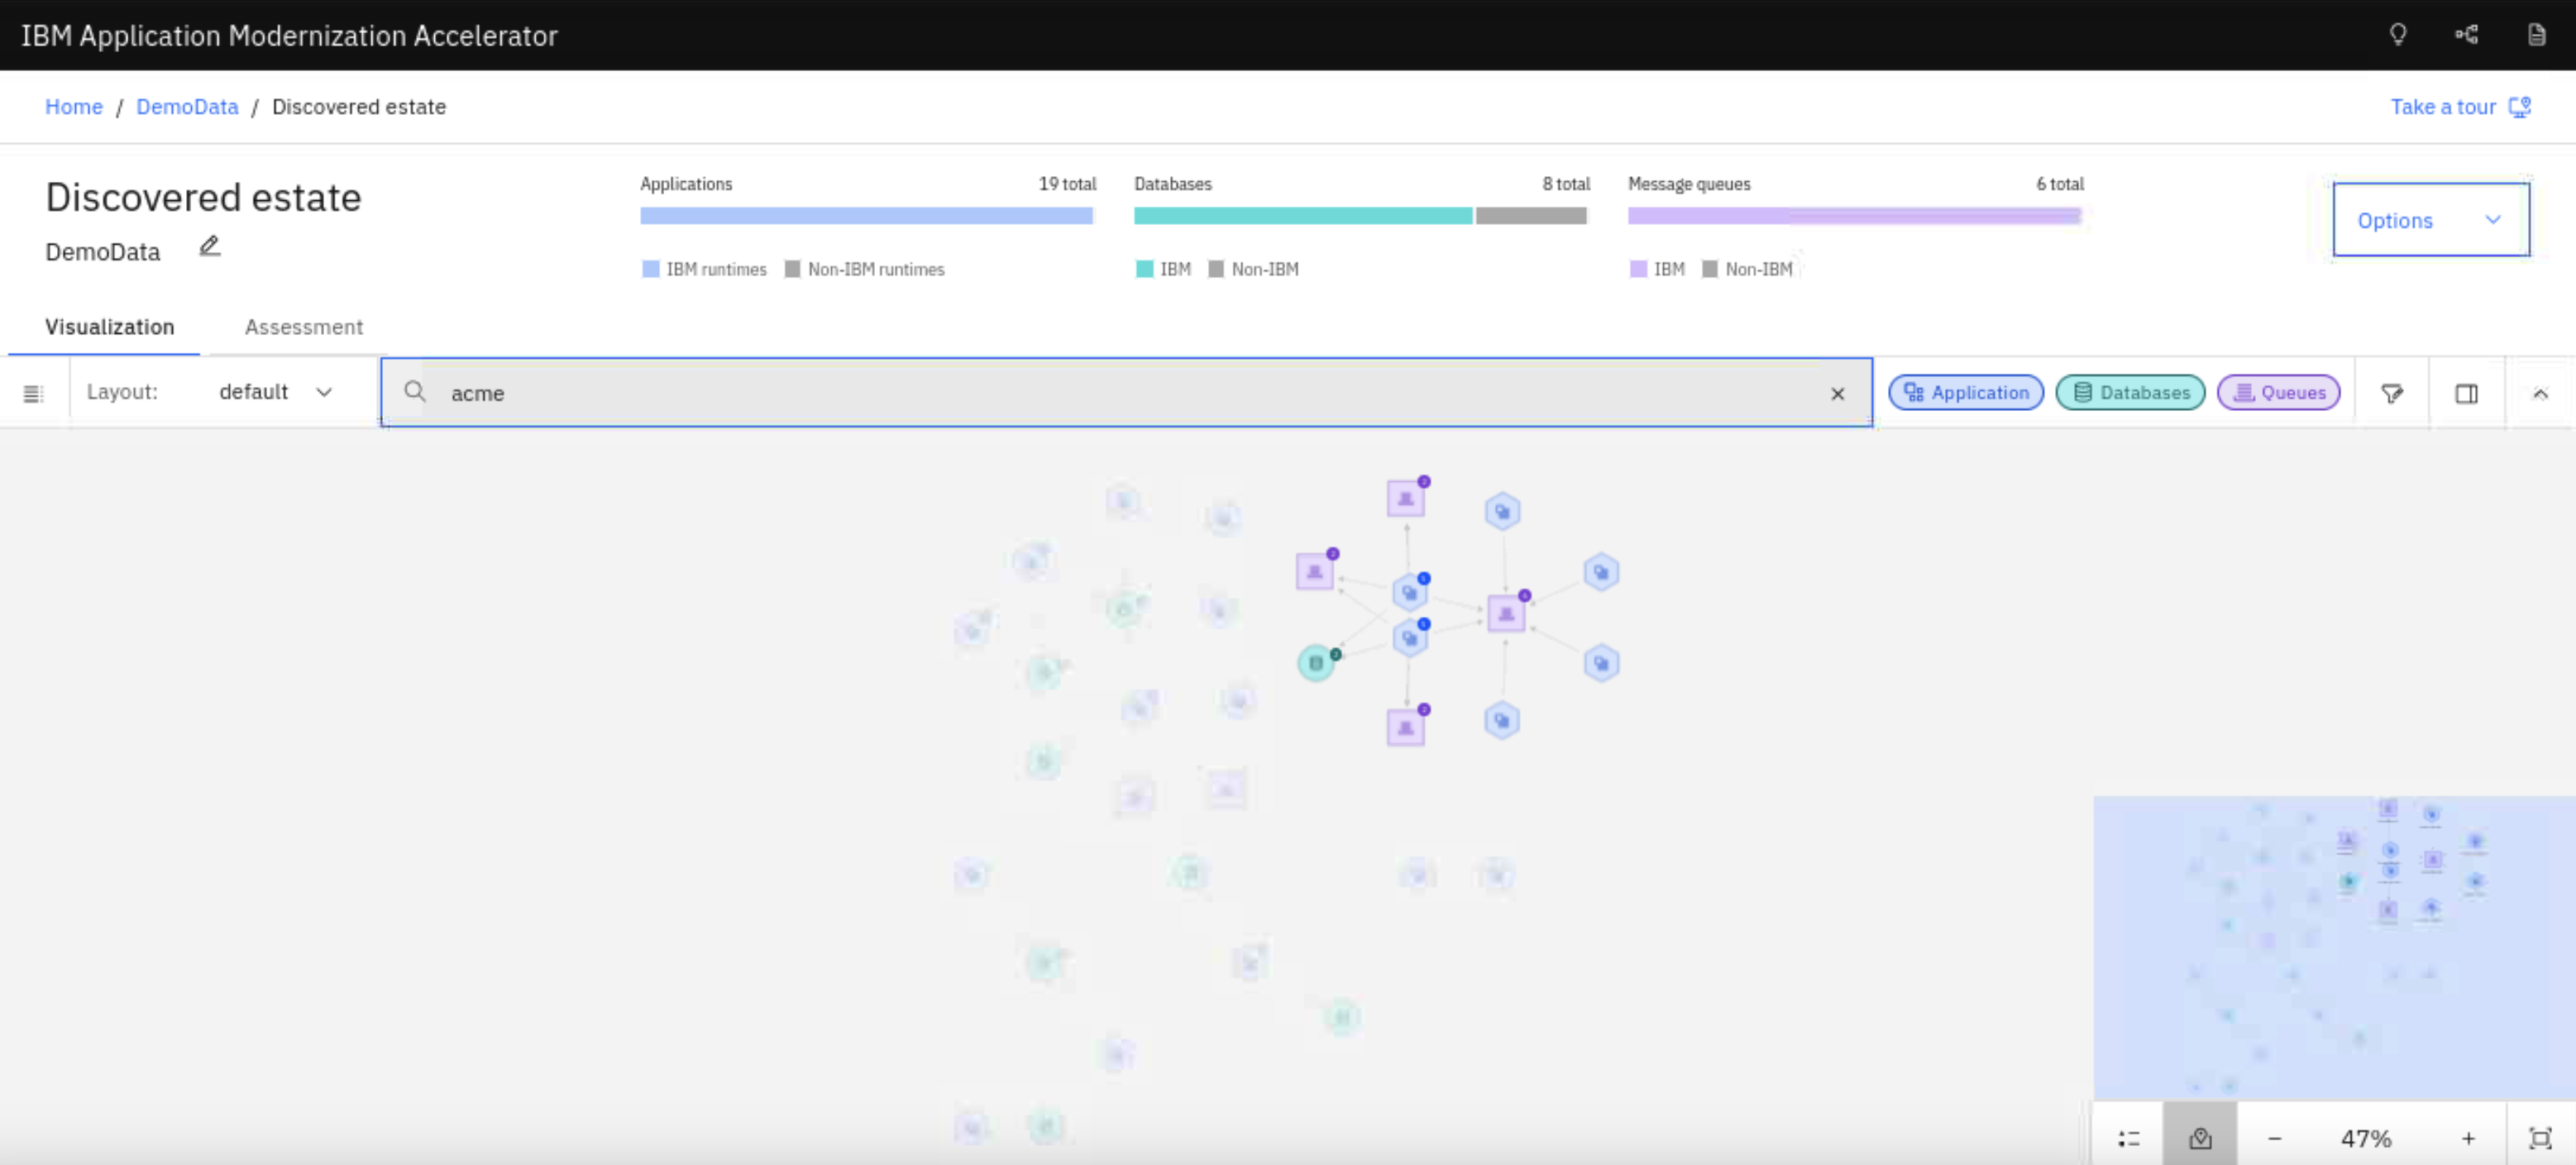 IBM Application Modernization Accelerator
Home / DemoData / Discovered estate
Take a tour
Discovered estate
DemoData
Applications 19 total
IBM runtimes Non-IBM runtimes
Databases 8 total
IBM Non-IBM
Message queues 6 total
IBM Non-IBM
Options
Visualization Assessment
Layout: default
acme
Application Databases Queues
47%